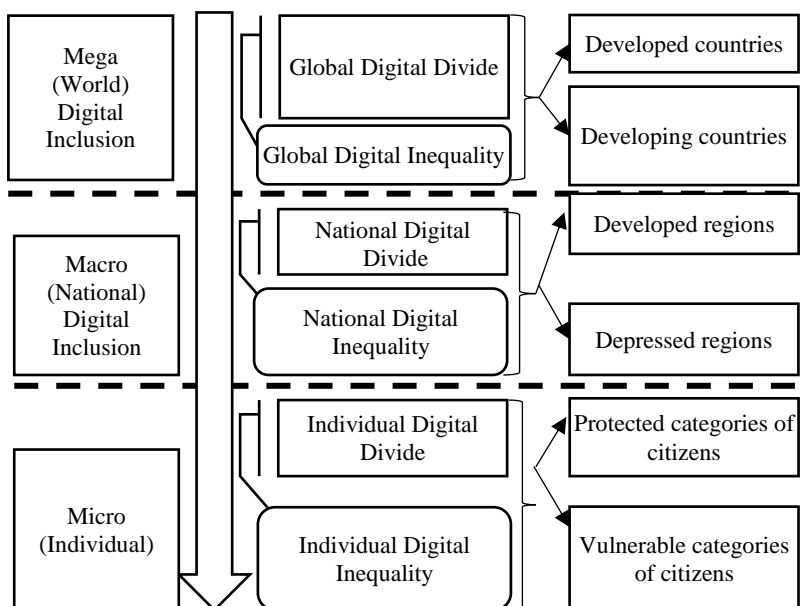 Mega
(World)
Digital
Inclusion
Global Digital Divide
Global Digital Inequality
Developed countries
Developing countries
Macro
(National)
Digital
Inclusion
National Digital
Divide
National Digital
Inequality
Developed regions
Depressed regions
Micro
(Individual)
Individual Digital
Divide
Individual Digital
Inequality
Protected categories of
citizens
Vulnerable categories
of citizens